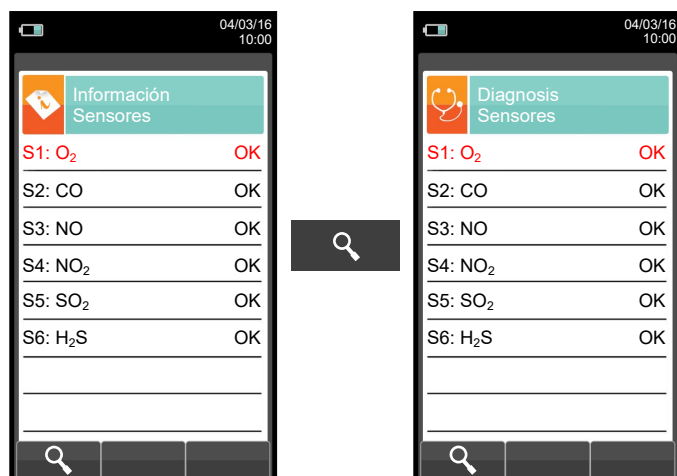 04/03/16
10:00
Información
Sensores
S1: O₂ OK
S2: CO OK
S3: NO OK
S4: NO₂ OK
S5: SO₂ OK
S6: H₂S OK
04/03/16
10:00
Diagnosis
Sensores
S1: O₂ OK
S2: CO OK
S3: NO OK
S4: NO₂ OK
S5: SO₂ OK
S6: H₂S OK